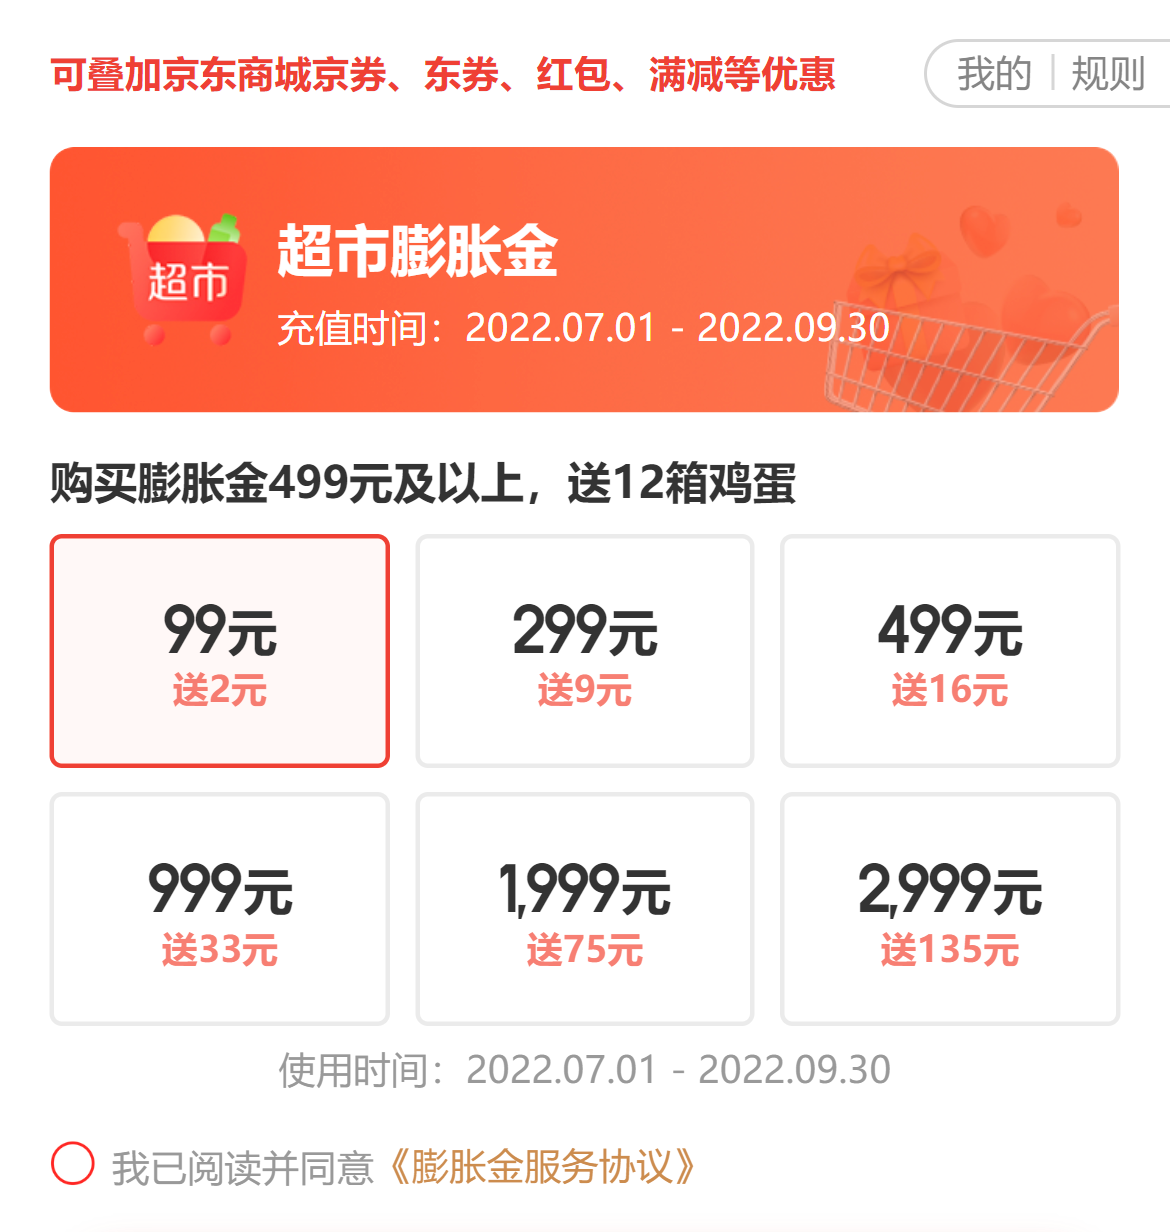 可叠加京东商城京券、东券、红包、满减等优惠
我的 规则
超市
超市膨胀金
充值时间：2022.07.01 - 2022.09.30
购买膨胀金499元及以上，送12箱鸡蛋
99元 299元 499元
送2元 送9元 送16元
999元 1,999元 2,999元
送33元 送75元 送135元
使用时间：2022.07.01 - 2022.09.30
我已阅读并同意《膨胀金服务协议》